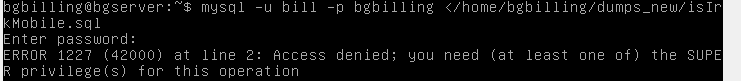 bgbilling@bgserver:~$ mysql -u bill -p bgbilling </home/bgbilling/dumps_new/isIr
kMobile.sql
Enter password:
ERROR 1227 (42000) at line 2: Access denied; you need (at least one of) the SUPE
R privilege(s) for this operation